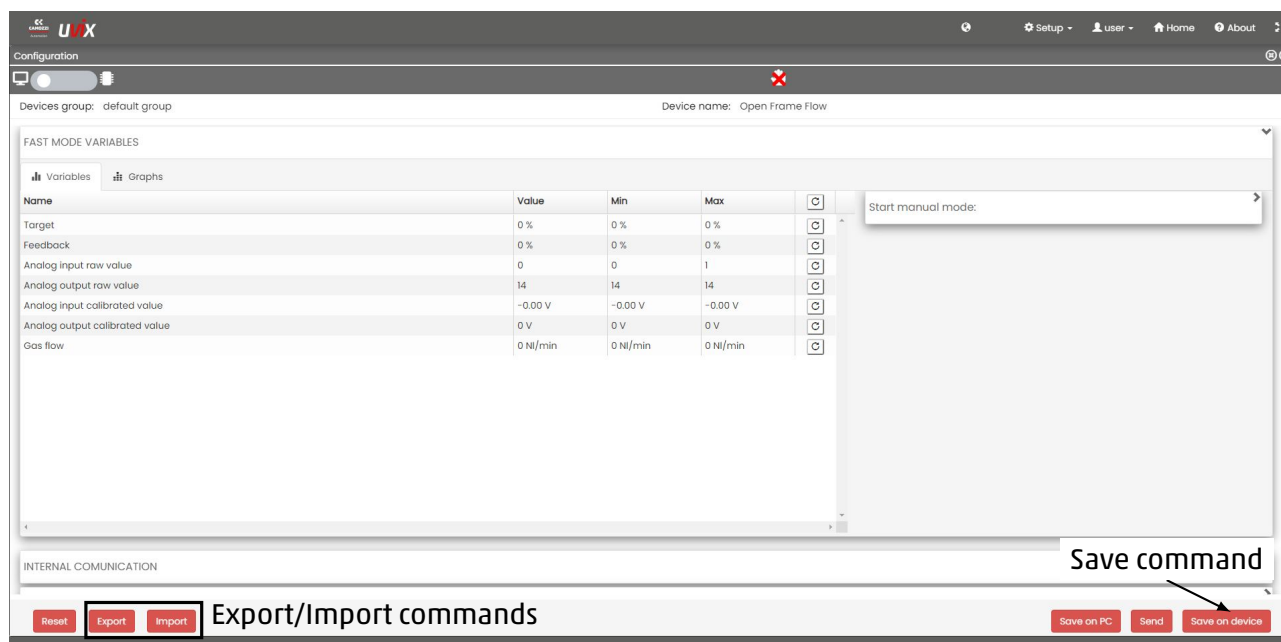 CAMOZZI UVIX Setup user Home About
Configuration
Devices group: default group Device name: Open Frame Flow
FAST MODE VARIABLES
Variables Graphs
Name Value Min Max
Start manual mode:
Target 0 % 0 % 0 %
Feedback 0 % 0 % 0 %
Analog input raw value 0 0 1
Analog output raw value 14 14 14
Analog input calibrated value -0.00 V -0.00 V -0.00 V
Analog output calibrated value 0 V 0 V 0 V
Gas flow 0 Nl/min 0 Nl/min 0 Nl/min
INTERNAL COMUNICATION
Save command
Reset Export Import Export/Import commands Save on PC Send Save on device